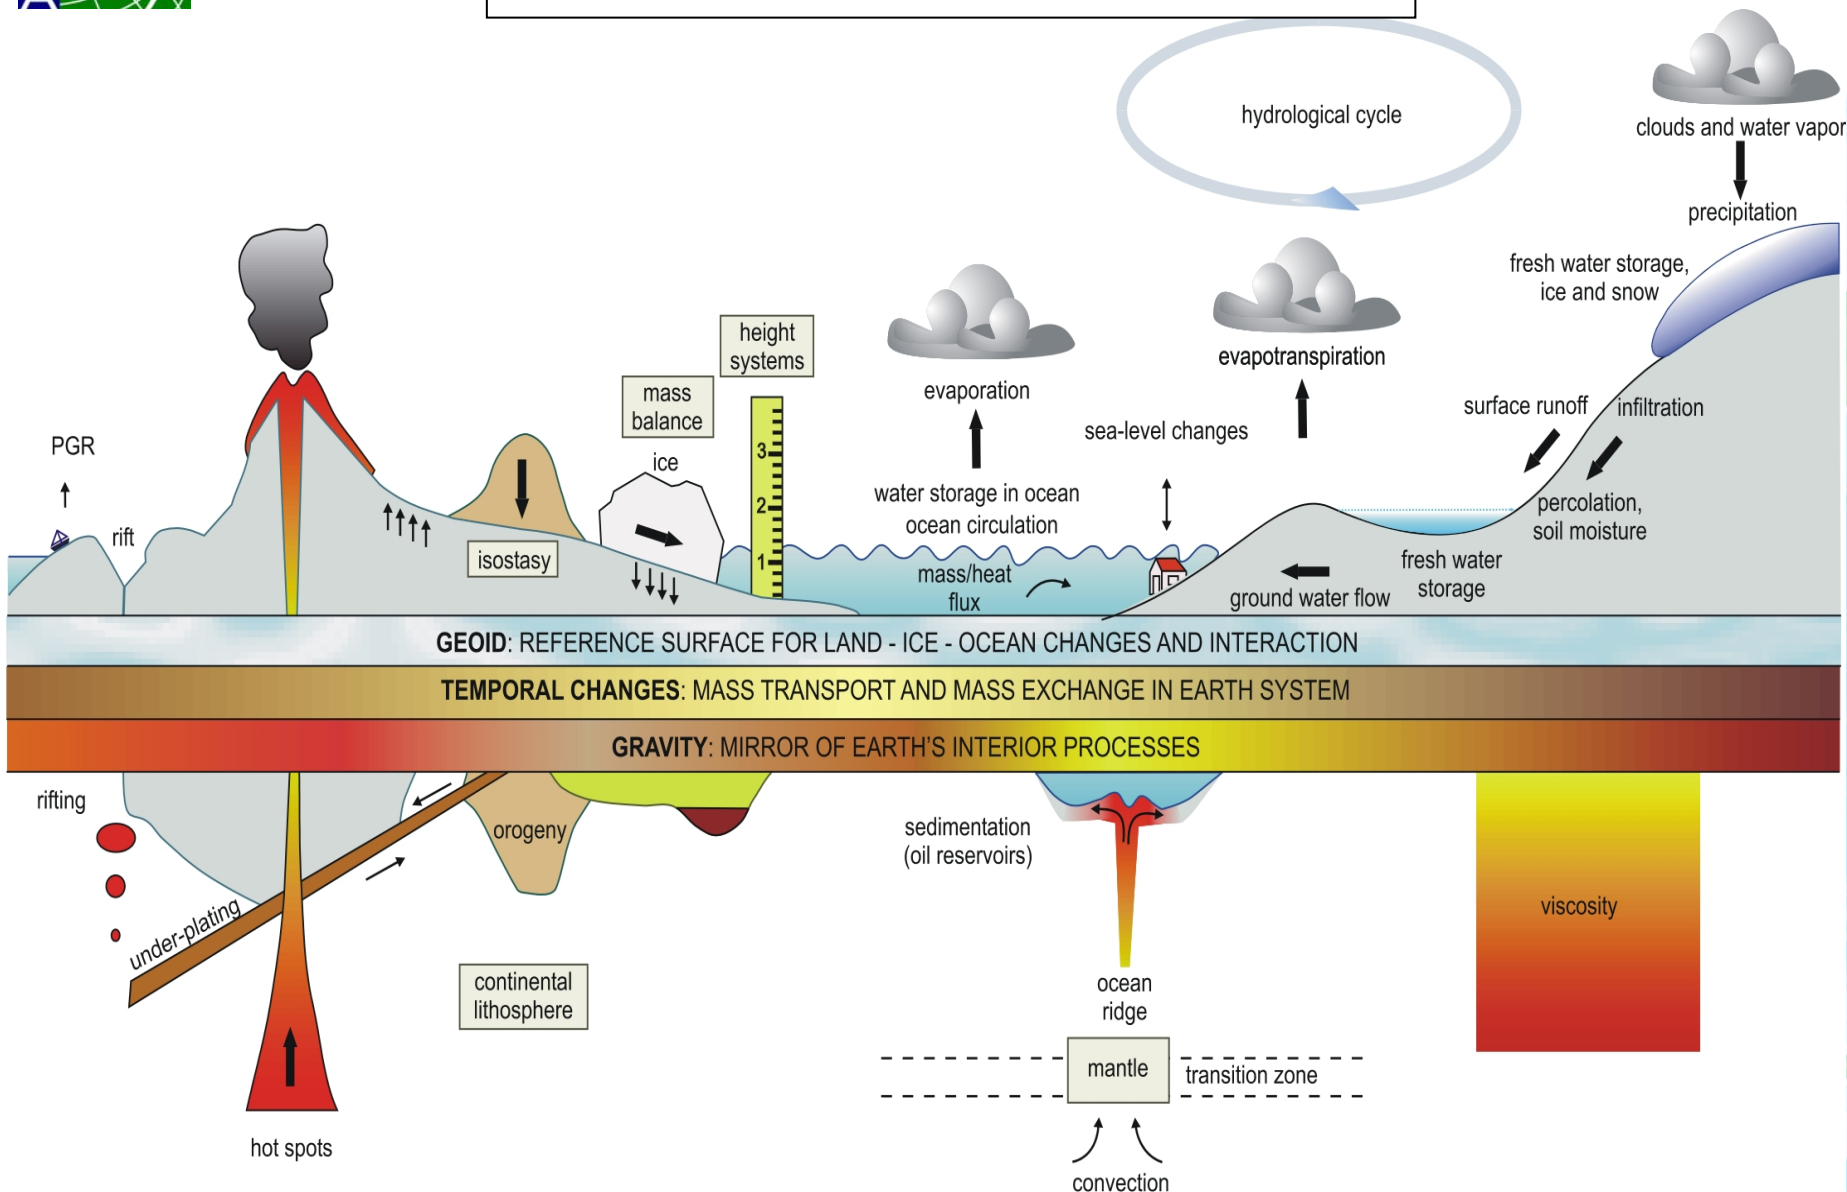 hydrological cycle
clouds and water vapor
precipitation
fresh water storage,
ice and snow
height
systems
evapotranspiration
mass
balance
evaporation
surface runoff
infiltration
sea-level changes
PGR
ice
3
water storage in ocean
ocean circulation
2
percolation,
soil moisture
rift
isostasy
1
mass/heat
flux
fresh water
storage
ground water flow
GEOID: REFERENCE SURFACE FOR LAND - ICE - OCEAN CHANGES AND INTERACTION
TEMPORAL CHANGES: MASS TRANSPORT AND MASS EXCHANGE IN EARTH SYSTEM
GRAVITY: MIRROR OF EARTH'S INTERIOR PROCESSES
rifting
orogeny
sedimentation
(oil reservoirs)
under-plating
viscosity
continental
lithosphere
ocean
ridge
mantle
transition zone
hot spots
convection